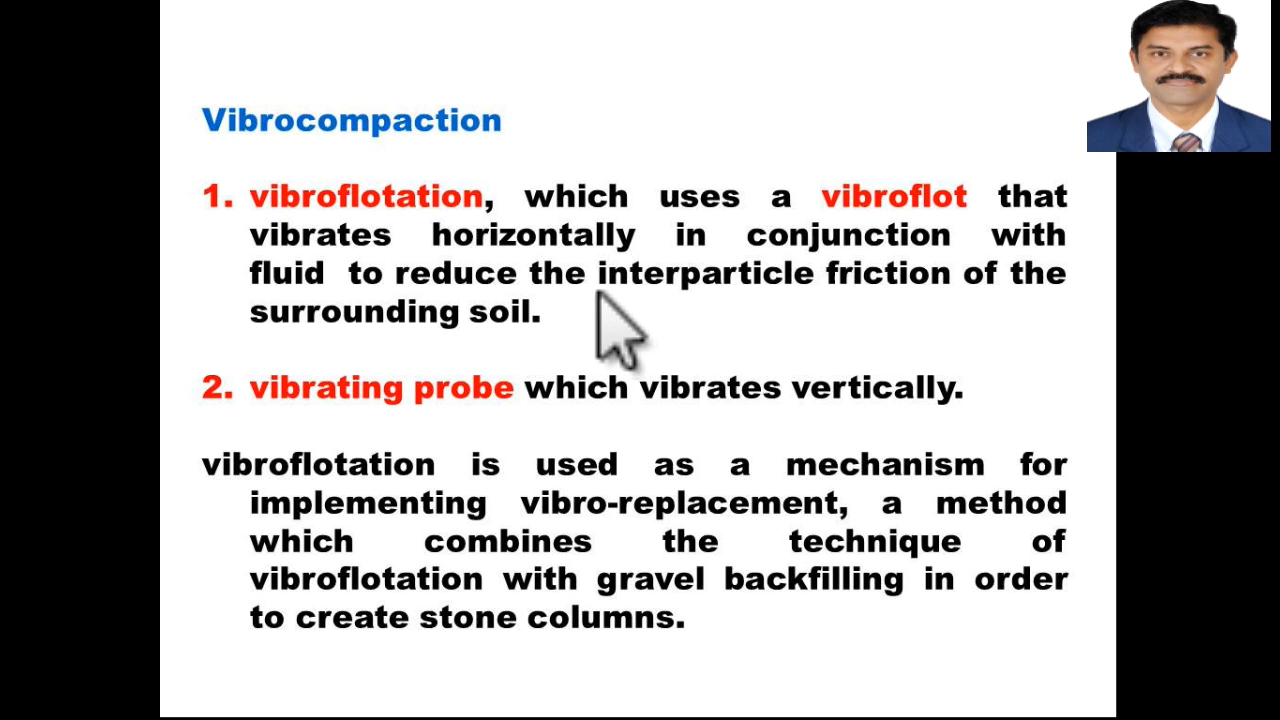 Vibrocompaction
1. vibroflotation, which uses a vibroflot that
vibrates horizontally in conjunction with
fluid to reduce the interparticle friction of the
surrounding soil.
2. vibrating probe which vibrates vertically.
vibroflotation is used as a mechanism for
implementing vibro-replacement, a method
which combines the technique of
vibroflotation with gravel backfilling in order
to create stone columns.